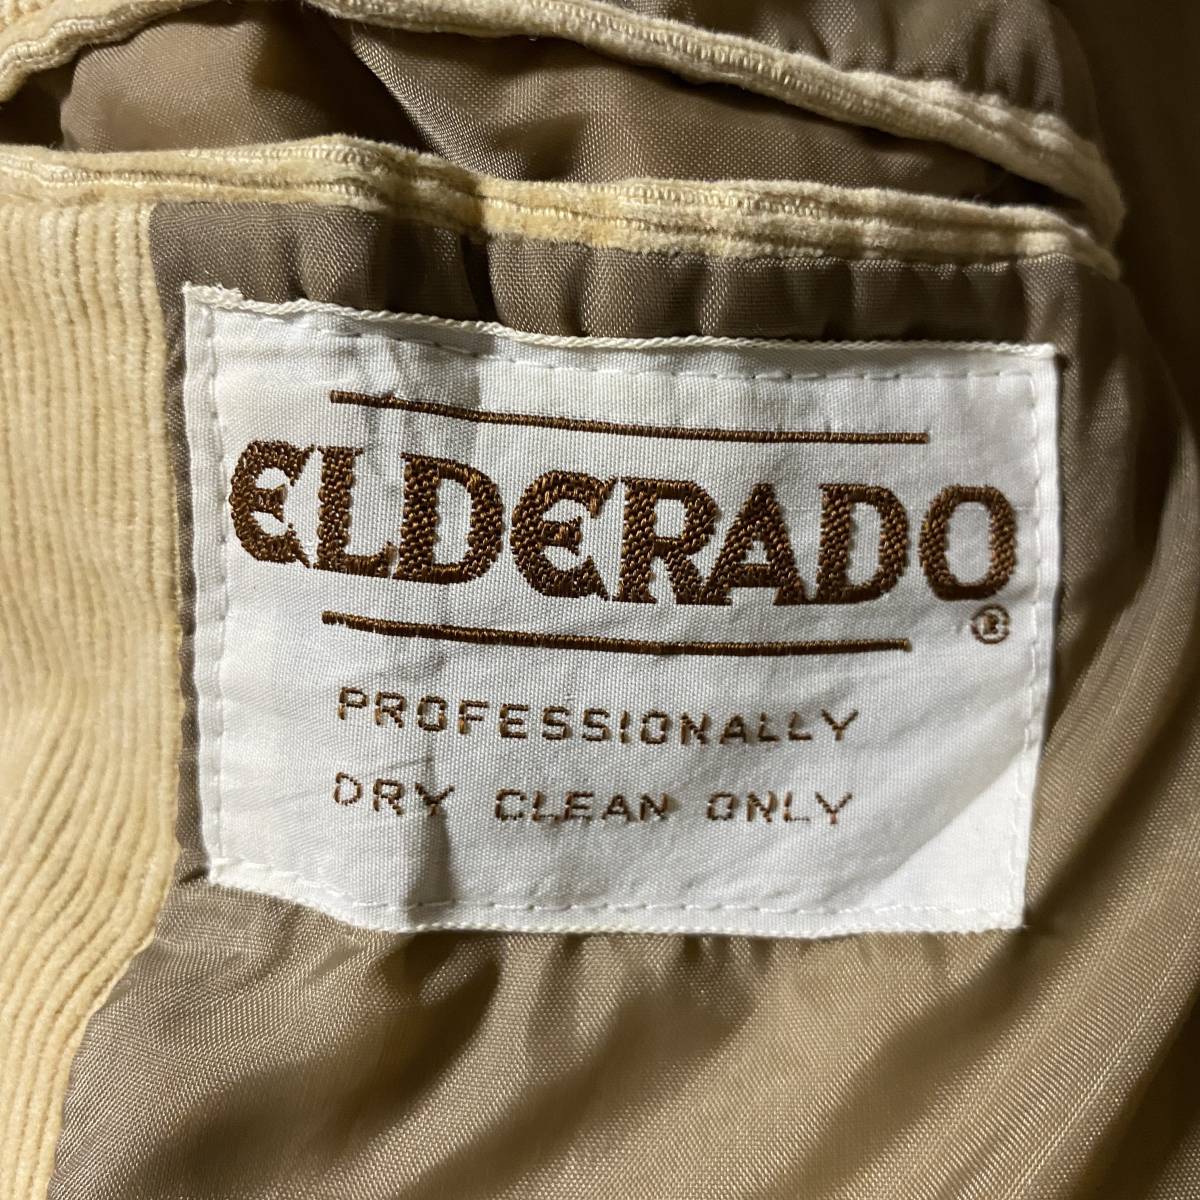 ELDERADO
®
PROFESSIONALLY
DRY CLEAN ONLY